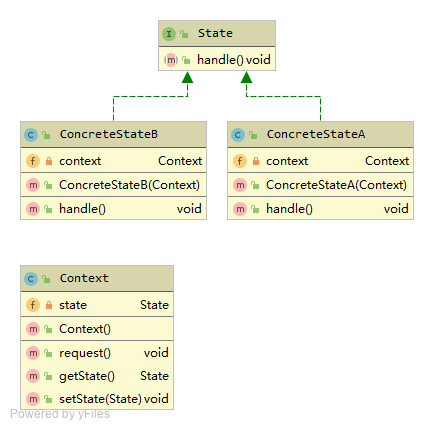 State
handle() void
ConcreteStateB
context Context
ConcreteStateB(Context)
handle() void
ConcreteStateA
context Context
ConcreteStateA(Context)
handle() void
Context
state State
Context()
request() void
getState() State
setState(State) void
Powered by yFiles